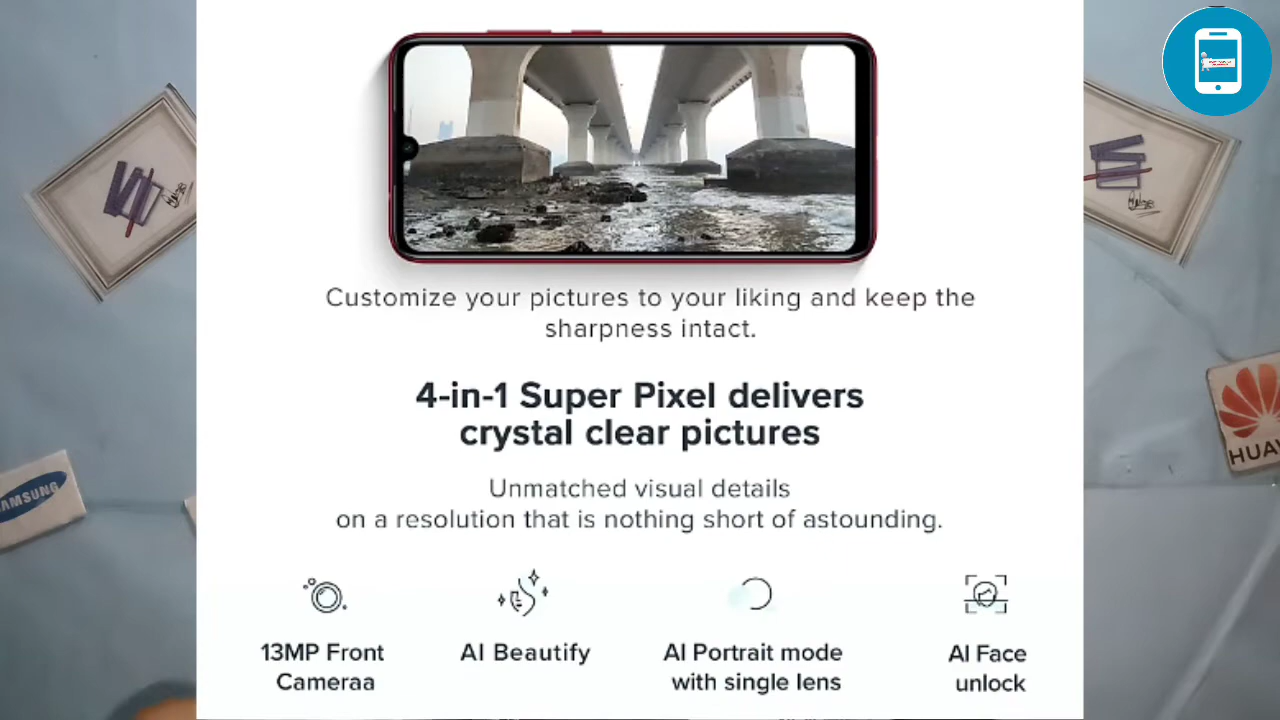 Customize your pictures to your liking and keep the
sharpness intact.
4-in-1 Super Pixel delivers
crystal clear pictures
Unmatched visual details
on a resolution that is nothing short of astounding.
13MP Front
Cameraa
AI Beautify
AI Portrait mode
with single lens
AI Face
unlock
AMSUNG
HUA